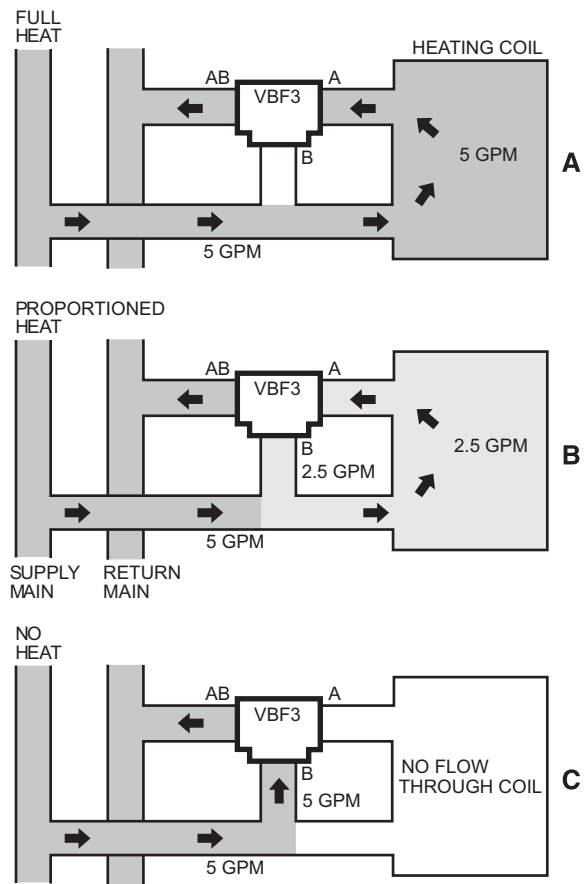 FULL
HEAT
HEATING COIL
AB
A
VBF3
B
5 GPM
A
5 GPM
PROPORTIONED
HEAT
AB
A
VBF3
B
2.5 GPM
2.5 GPM
B
5 GPM
SUPPLY
MAIN
RETURN
MAIN
NO
HEAT
AB
A
VBF3
B
5 GPM
NO FLOW
THROUGH COIL
C
5 GPM